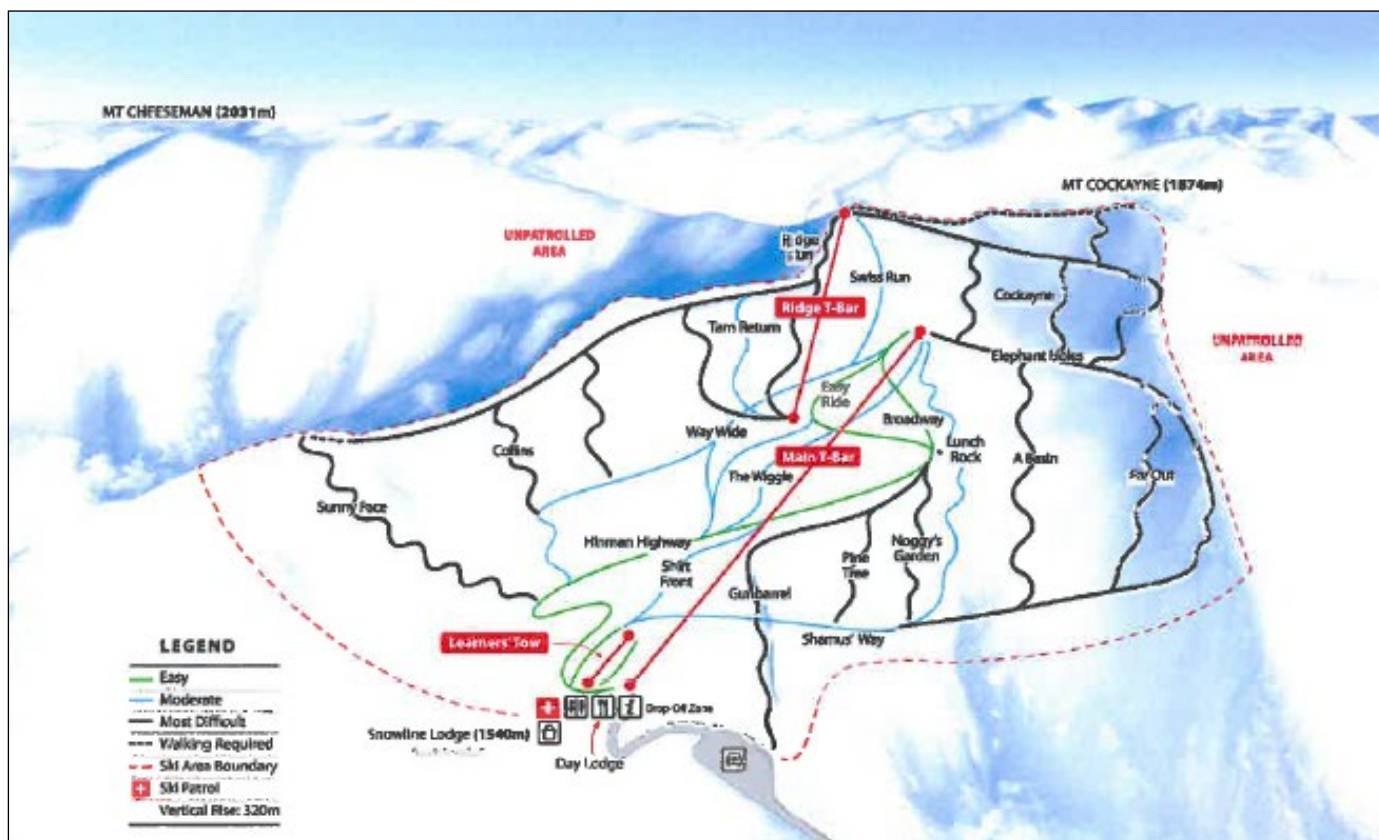 MT CHEESEMAN (2031m)
MT COCKAYNE (1874m)
UNPATROLLED
AREA
Ridge
Run
Swiss Run
Ridge T-Bar
Tarn Return
Cockayne
UNPATROLLED
AREA
Elephant Holes
Easy
Ride
Broadway
Way Wide
Lunch
Rock
Collins
Main T-Bar
A Basin
The Wiggle
Far Out
Sunny Face
Hinman Highway
Shirt
Front
Pine
Tree
Noggy's
Garden
Gunbarrel
Shamus' Way
Learners' Tow
LEGEND
Easy
Moderate
Most Difficult
Walking Required
Ski Area Boundary
Ski Patrol
Vertical Rise: 320m
Drop-Off Zone
Snowline Lodge (1540m)
Day Lodge